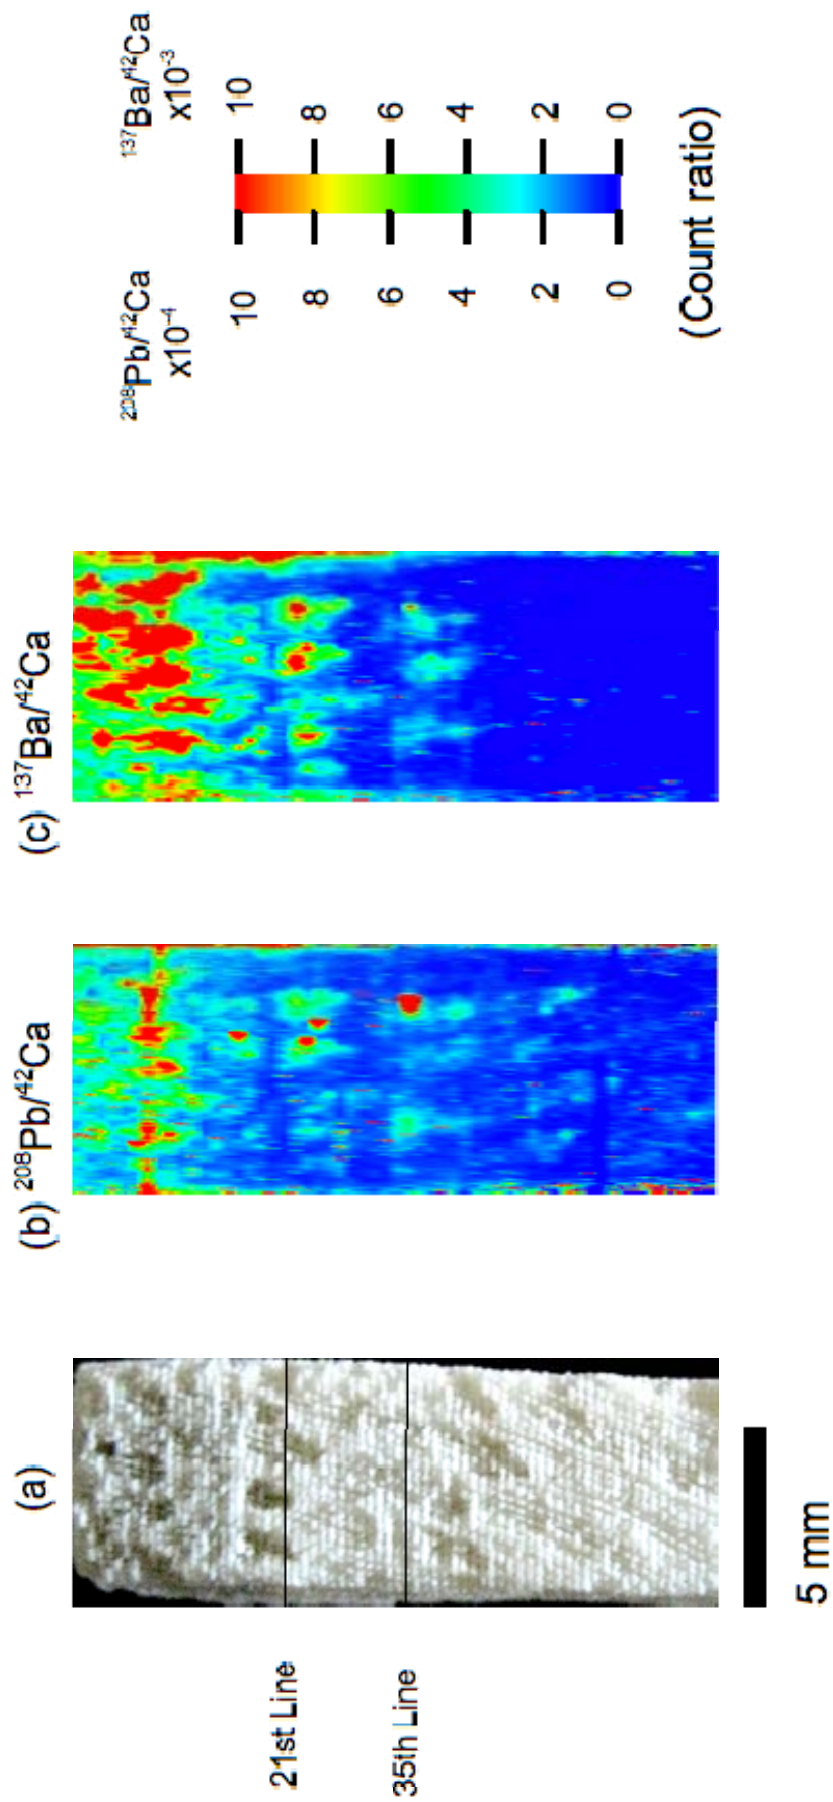 (a)
(b) ²⁰⁸Pb/⁴²Ca
(c) ¹³⁷Ba/⁴²Ca
²⁰⁸Pb/⁴²Ca
x10⁻⁴
¹³⁷Ba/⁴²Ca
x10⁻³
10 10
8 8
6 6
4 4
2 2
0 0
(Count ratio)
21st Line
35th Line
5 mm